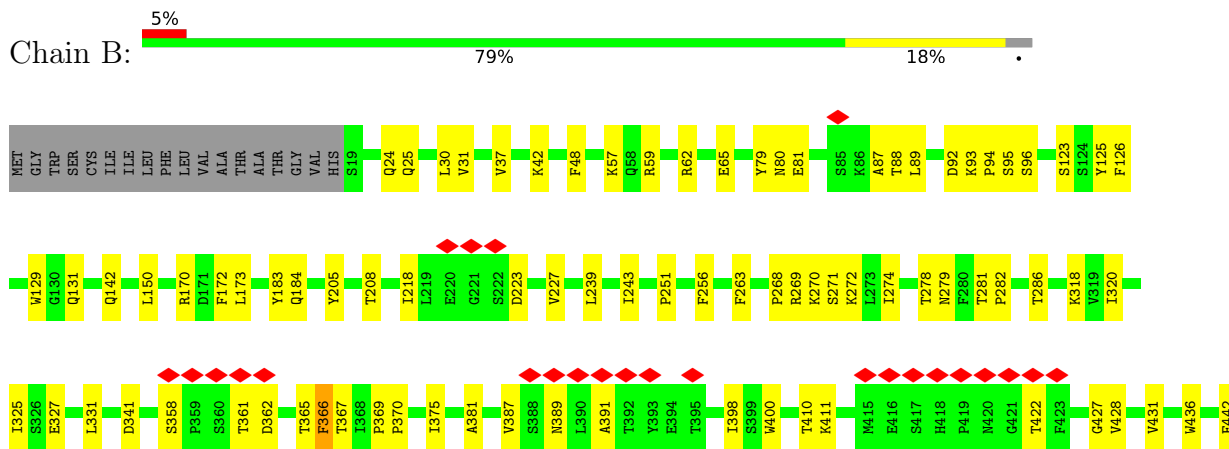 5%
Chain B:
79% 18% •
MET GLY TRP SER CYS ILE ILE LEU PHE LEU VAL ALA THR ALA THR GLY VAL HIS S19 Q24 Q25 L30 V31 V37 K42 F48 K57 Q58 R59 R62 E65 Y79 N80 E81 S85 K86 A87 T88 L89 D92 K93 P94 S95 S96 S123 S124 Y125 F126
W129 G130 Q131 Q142 L150 R170 D171 F172 L173 Y183 Q184 Y205 T208 I218 L219 E220 G221 S222 D223 V227 L239 I243 P251 F256 F263 P268 R269 K270 S271 K272 L273 I274 T278 N279 F280 T281 P282 T286 K318 V319 I320
I325 S326 E327 L331 D341 S358 P359 S360 T361 D362 T365 F366 T367 I368 P369 P370 I375 A381 V387 S388 N389 L390 A391 T392 Y393 E394 T395 I398 S399 W400 T410 K411 M415 E416 S417 H418 P419 N420 G421 T422 F423 G427 V428 V431 W436